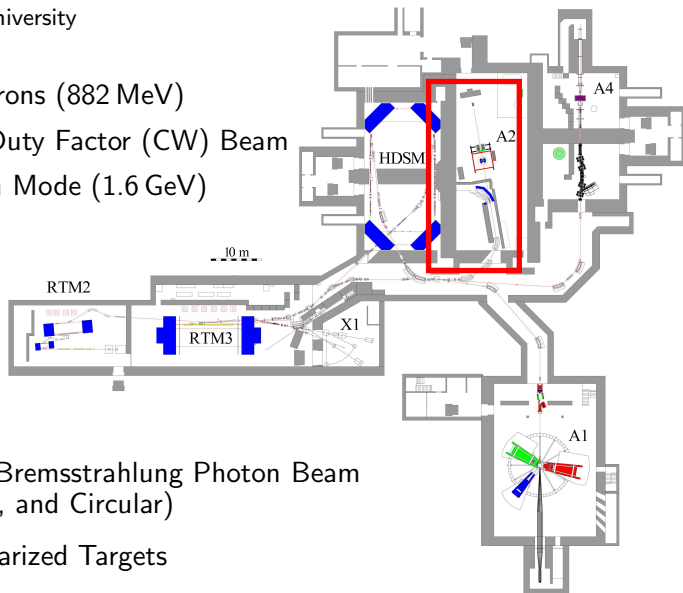 niversity
rons (882 MeV)
Duty Factor (CW) Beam
Mode (1.6 GeV)
A4
A2
HDSM
10 m
RTM2
X1
RTM3
A1
Bremsstrahlung Photon Beam
, and Circular)
arized Targets